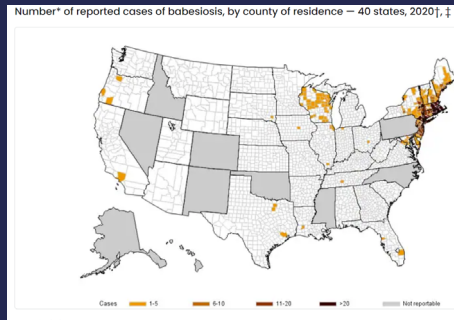 Number* of reported cases of babesiosis, by county of residence — 40 states, 2020†, ‡
Cases 1-5 6-10 11-20 >20 Not reportable